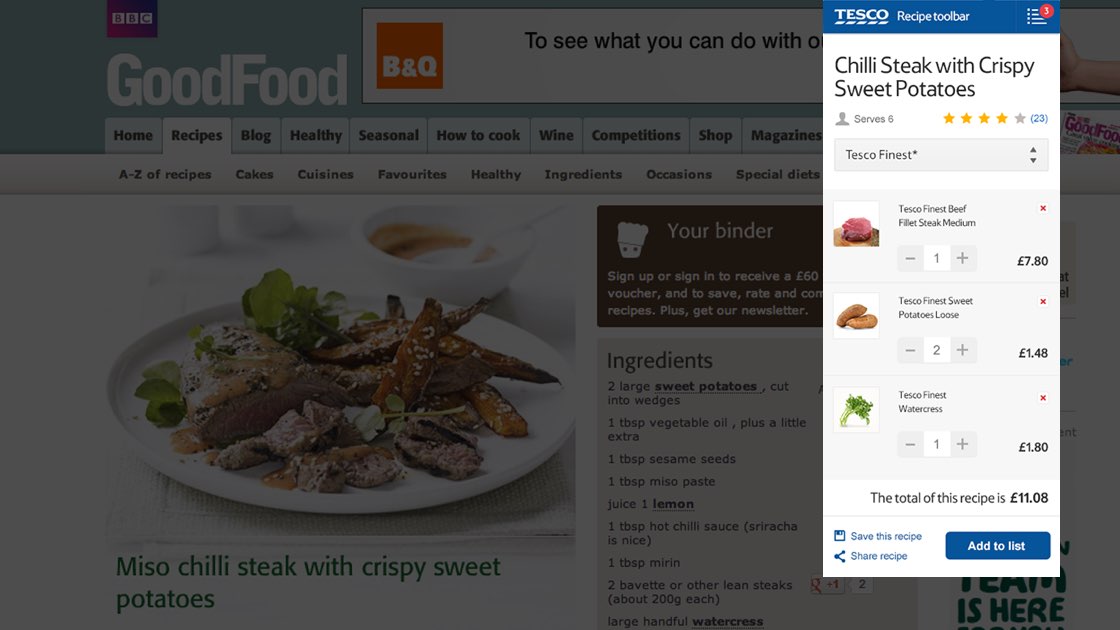 BBC
GoodFood
B&Q
To see what you can do with
Home Recipes Blog Healthy Seasonal How to cook Wine Competitions Shop Magazines
A-Z of recipes Cakes Cuisines Favourites Healthy Ingredients Occasions Special diets
Your binder
Sign up or sign in to receive a £60
voucher, and to save, rate and
recipes. Plus, get our newsletter.
Ingredients
2 large sweet potatoes , cut
into wedges
1 tbsp vegetable oil , plus a little
extra
1 tbsp sesame seeds
1 tbsp miso paste
juice 1 lemon
1 tbsp hot chilli sauce (sriracha
is nice)
1 tbsp mirin
2 bavette or other lean steaks
(about 200g each)
large handful watercress
+1 2
Miso chilli steak with crispy sweet
potatoes
TESCO Recipe toolbar 3
Chilli Steak with Crispy
Sweet Potatoes
Serves 6 (23)
Tesco Finest*
Tesco Finest Beef
Fillet Steak Medium
− 1 +
£7.80
Tesco Finest Sweet
Potatoes Loose
− 2 +
£1.48
Tesco Finest
Watercress
− 1 +
£1.80
The total of this recipe is £11.08
Save this recipe
Share recipe
Add to list
GoodFood
TEAM
IS HERE